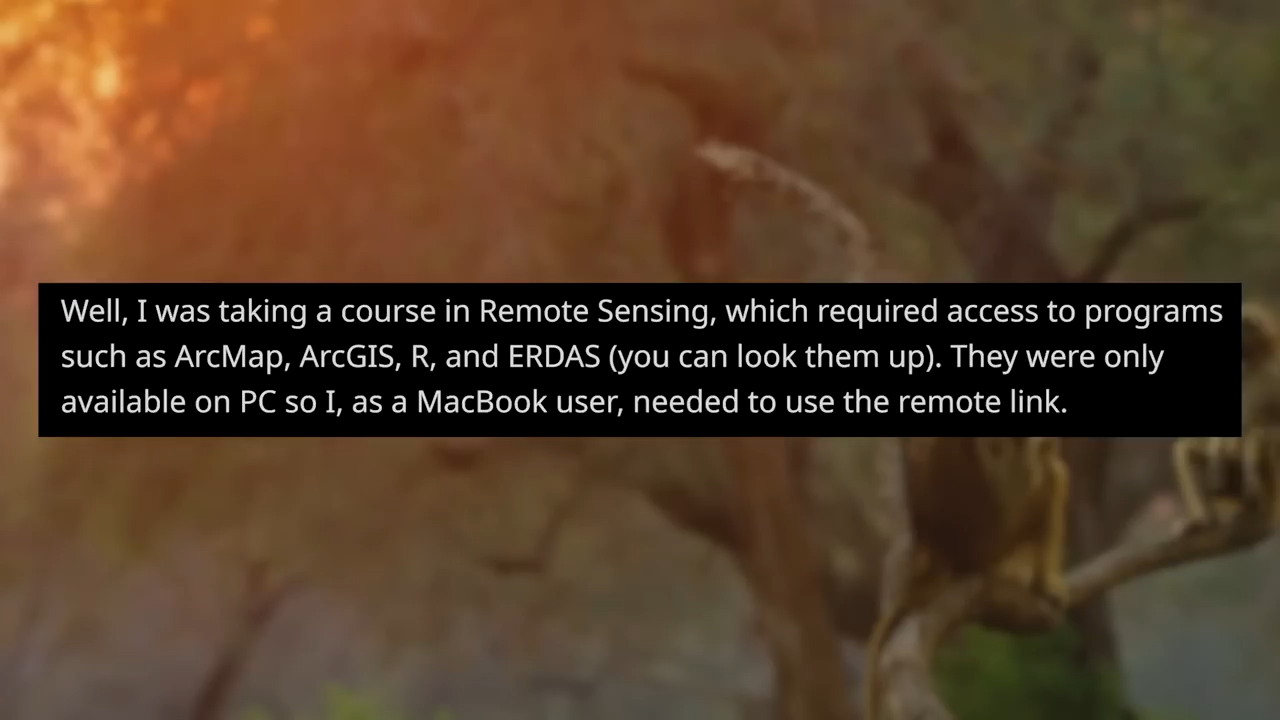 Well, I was taking a course in Remote Sensing, which required access to programs
such as ArcMap, ArcGIS, R, and ERDAS (you can look them up). They were only
available on PC so I, as a MacBook user, needed to use the remote link.